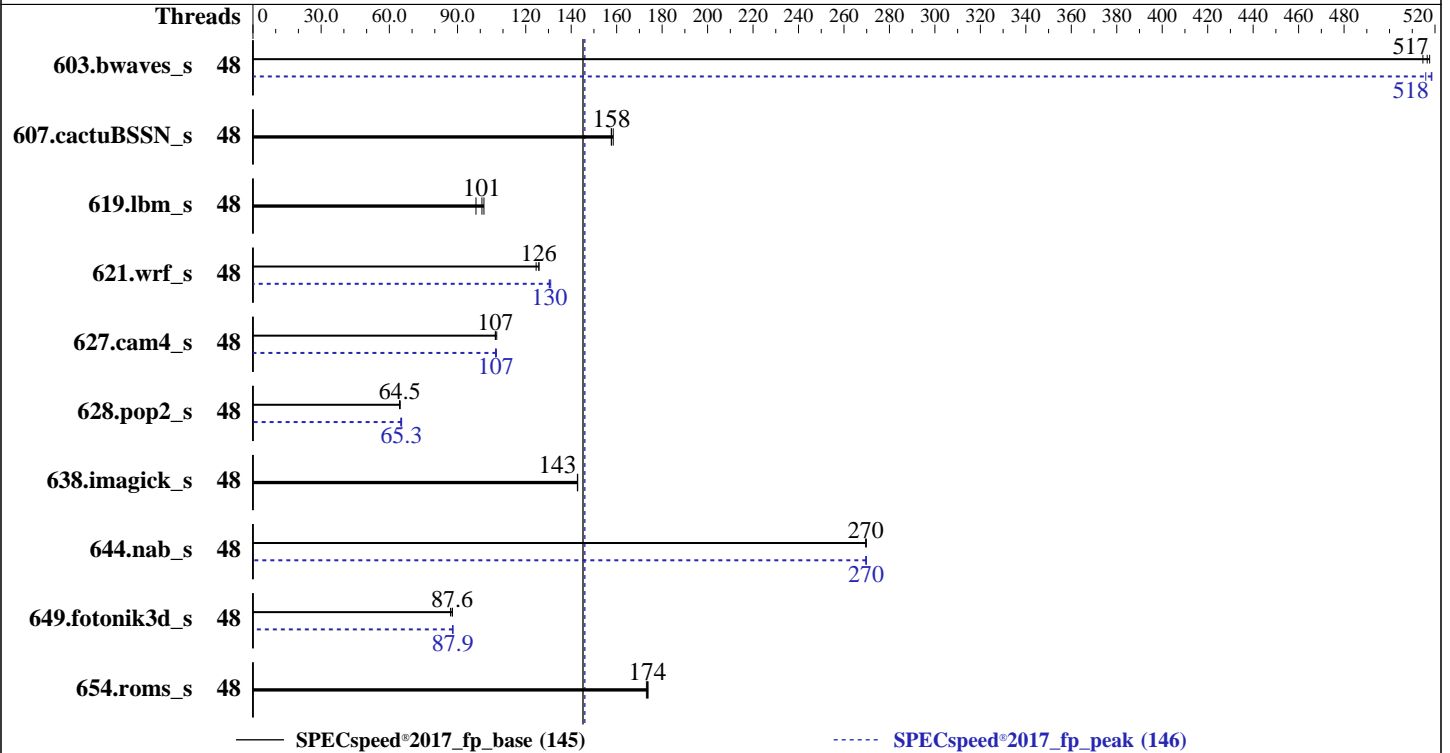 Threads 0 30.0 60.0 90.0 120 140 160 180 200 220 240 260 280 300 320 340 360 380 400 420 440 460 480 520
603.bwaves_s 48 517
518
607.cactuBSSN_s 48 158
619.lbm_s 48 101
621.wrf_s 48 126
130
627.cam4_s 48 107
107
628.pop2_s 48 64.5
65.3
638.imagick_s 48 143
644.nab_s 48 270
270
649.fotonik3d_s 48 87.6
87.9
654.roms_s 48 174
SPECspeed®2017_fp_base (145) SPECspeed®2017_fp_peak (146)